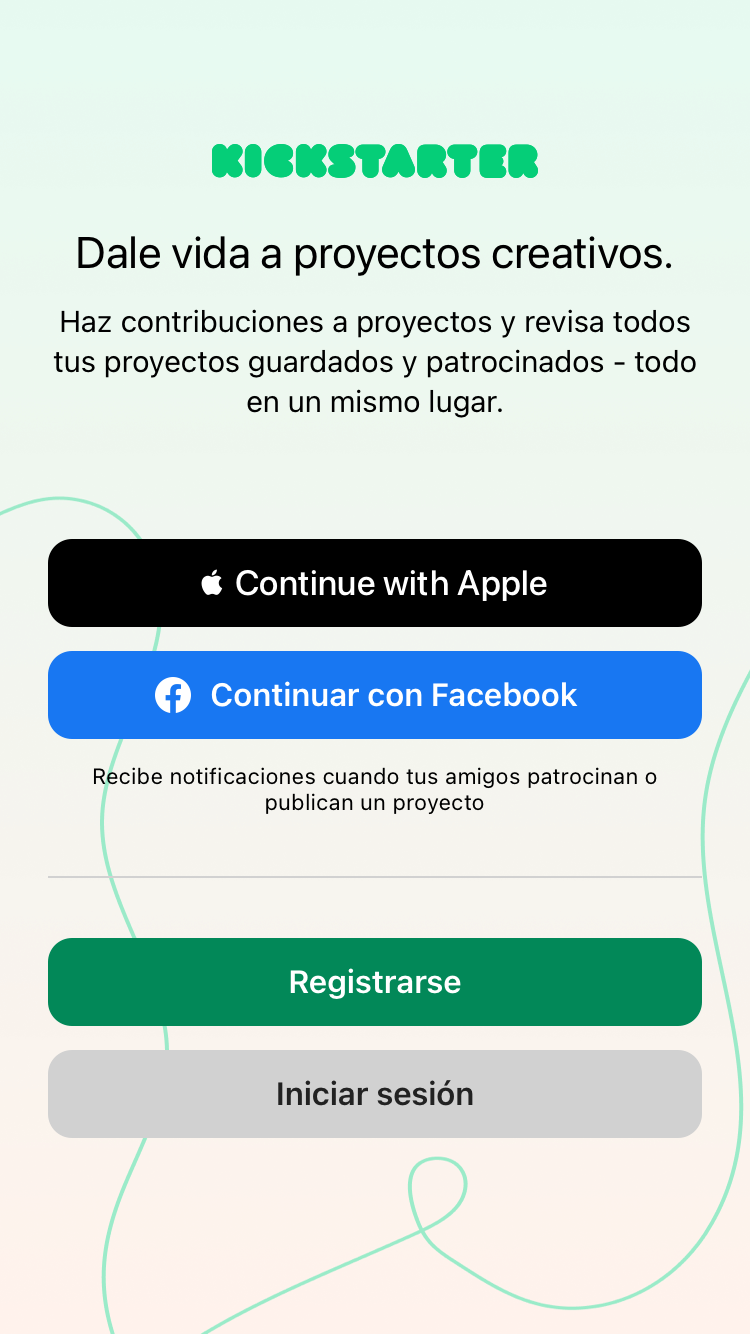 KICKSTARTER
Dale vida a proyectos creativos.
Haz contribuciones a proyectos y revisa todos
tus proyectos guardados y patrocinados - todo
en un mismo lugar.
Continue with Apple
Continuar con Facebook
Recibe notificaciones cuando tus amigos patrocinan o
publican un proyecto
Registrarse
Iniciar sesión